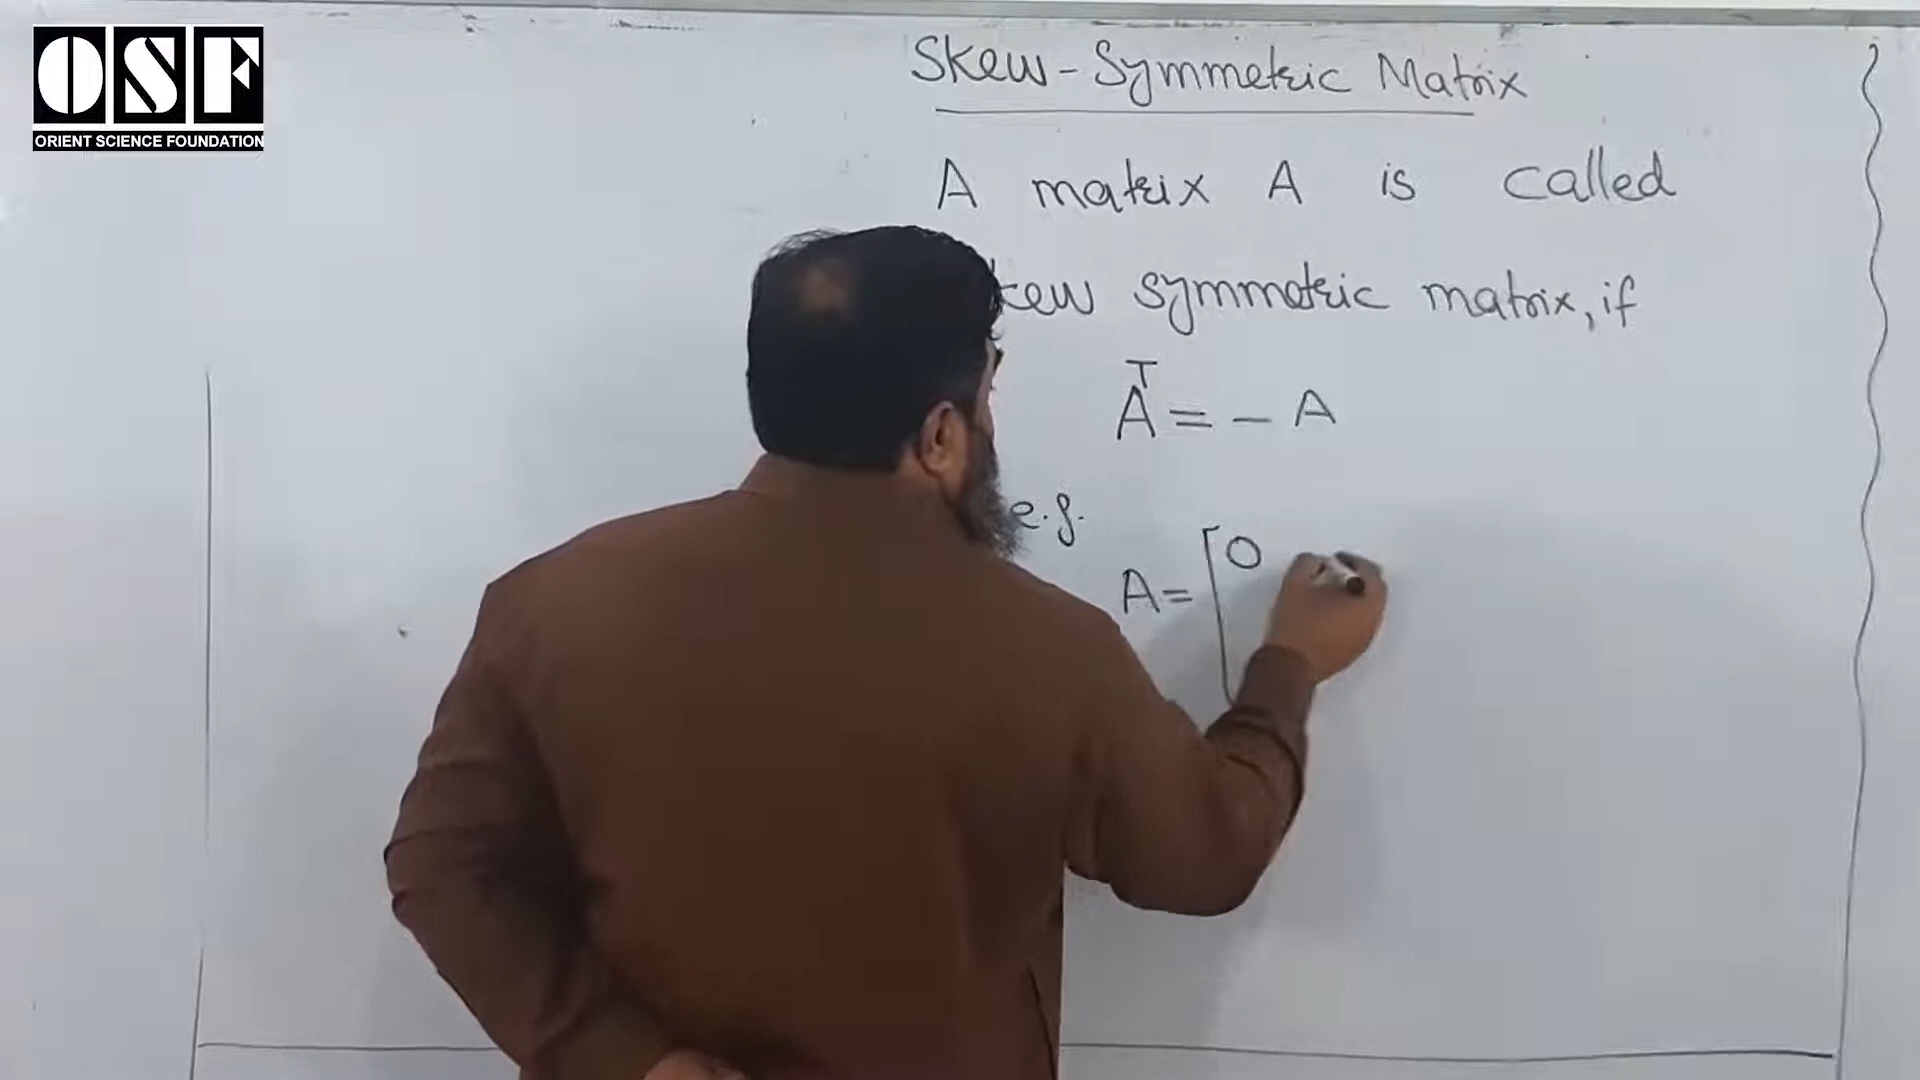 OSF
ORIENT SCIENCE FOUNDATION
Skew-Symmetric Matrix
A matrix A is called
symmetric matrix, if
Aᵀ = - A
e.g.
A = [0